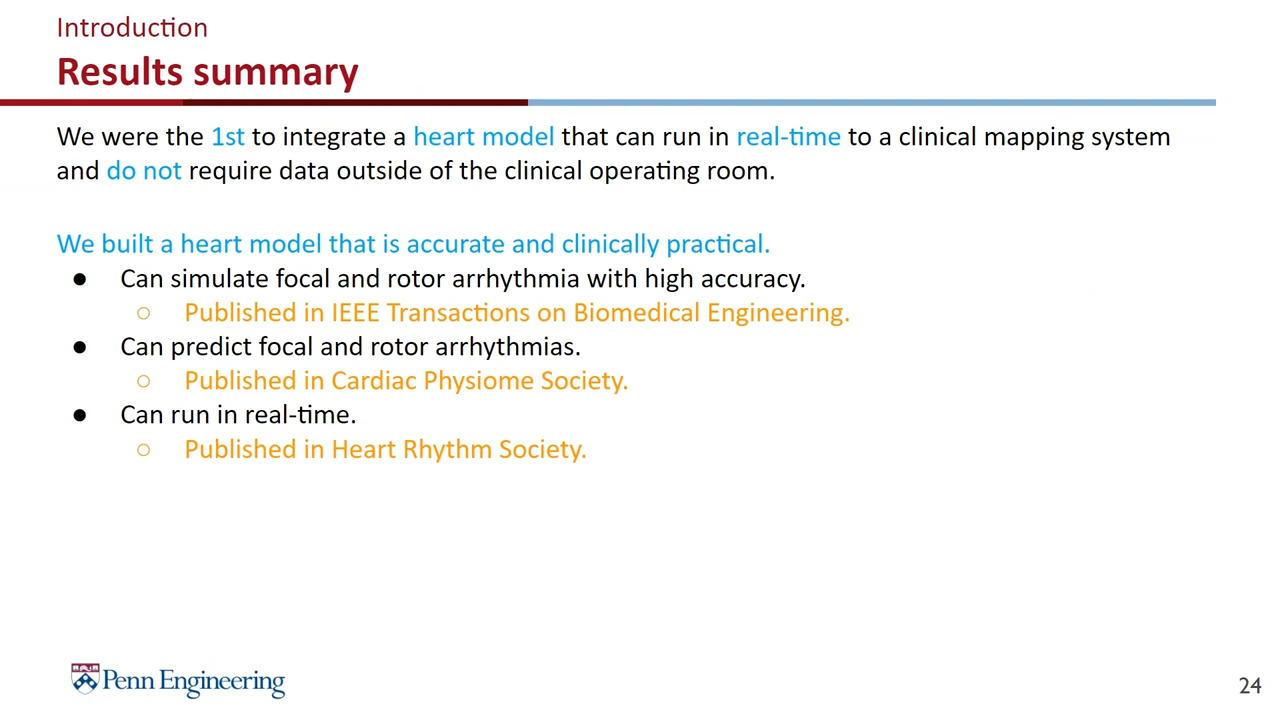 Introduction
Results summary
We were the 1st to integrate a heart model that can run in real-time to a clinical mapping system
and do not require data outside of the clinical operating room.
We built a heart model that is accurate and clinically practical.
● Can simulate focal and rotor arrhythmia with high accuracy.
○ Published in IEEE Transactions on Biomedical Engineering.
● Can predict focal and rotor arrhythmias.
○ Published in Cardiac Physiome Society.
● Can run in real-time.
○ Published in Heart Rhythm Society.
Penn Engineering
24